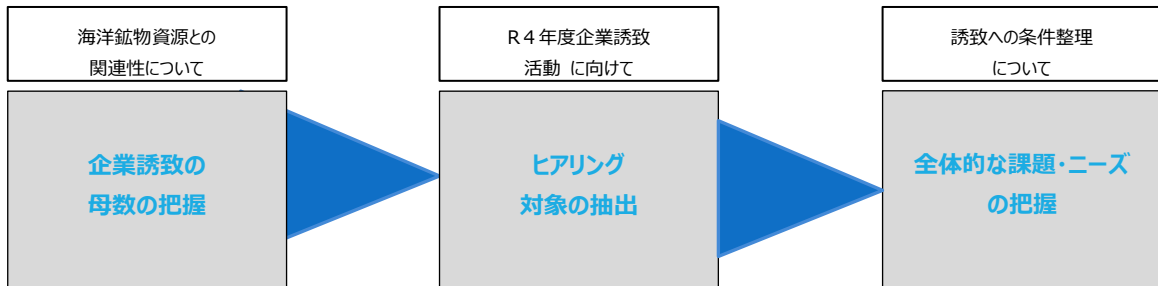 海洋鉱物資源との
関連性について
R４年度企業誘致
活動 に向けて
誘致への条件整理
について
企業誘致の
母数の把握
ヒアリング
対象の抽出
全体的な課題・ニーズ
の把握